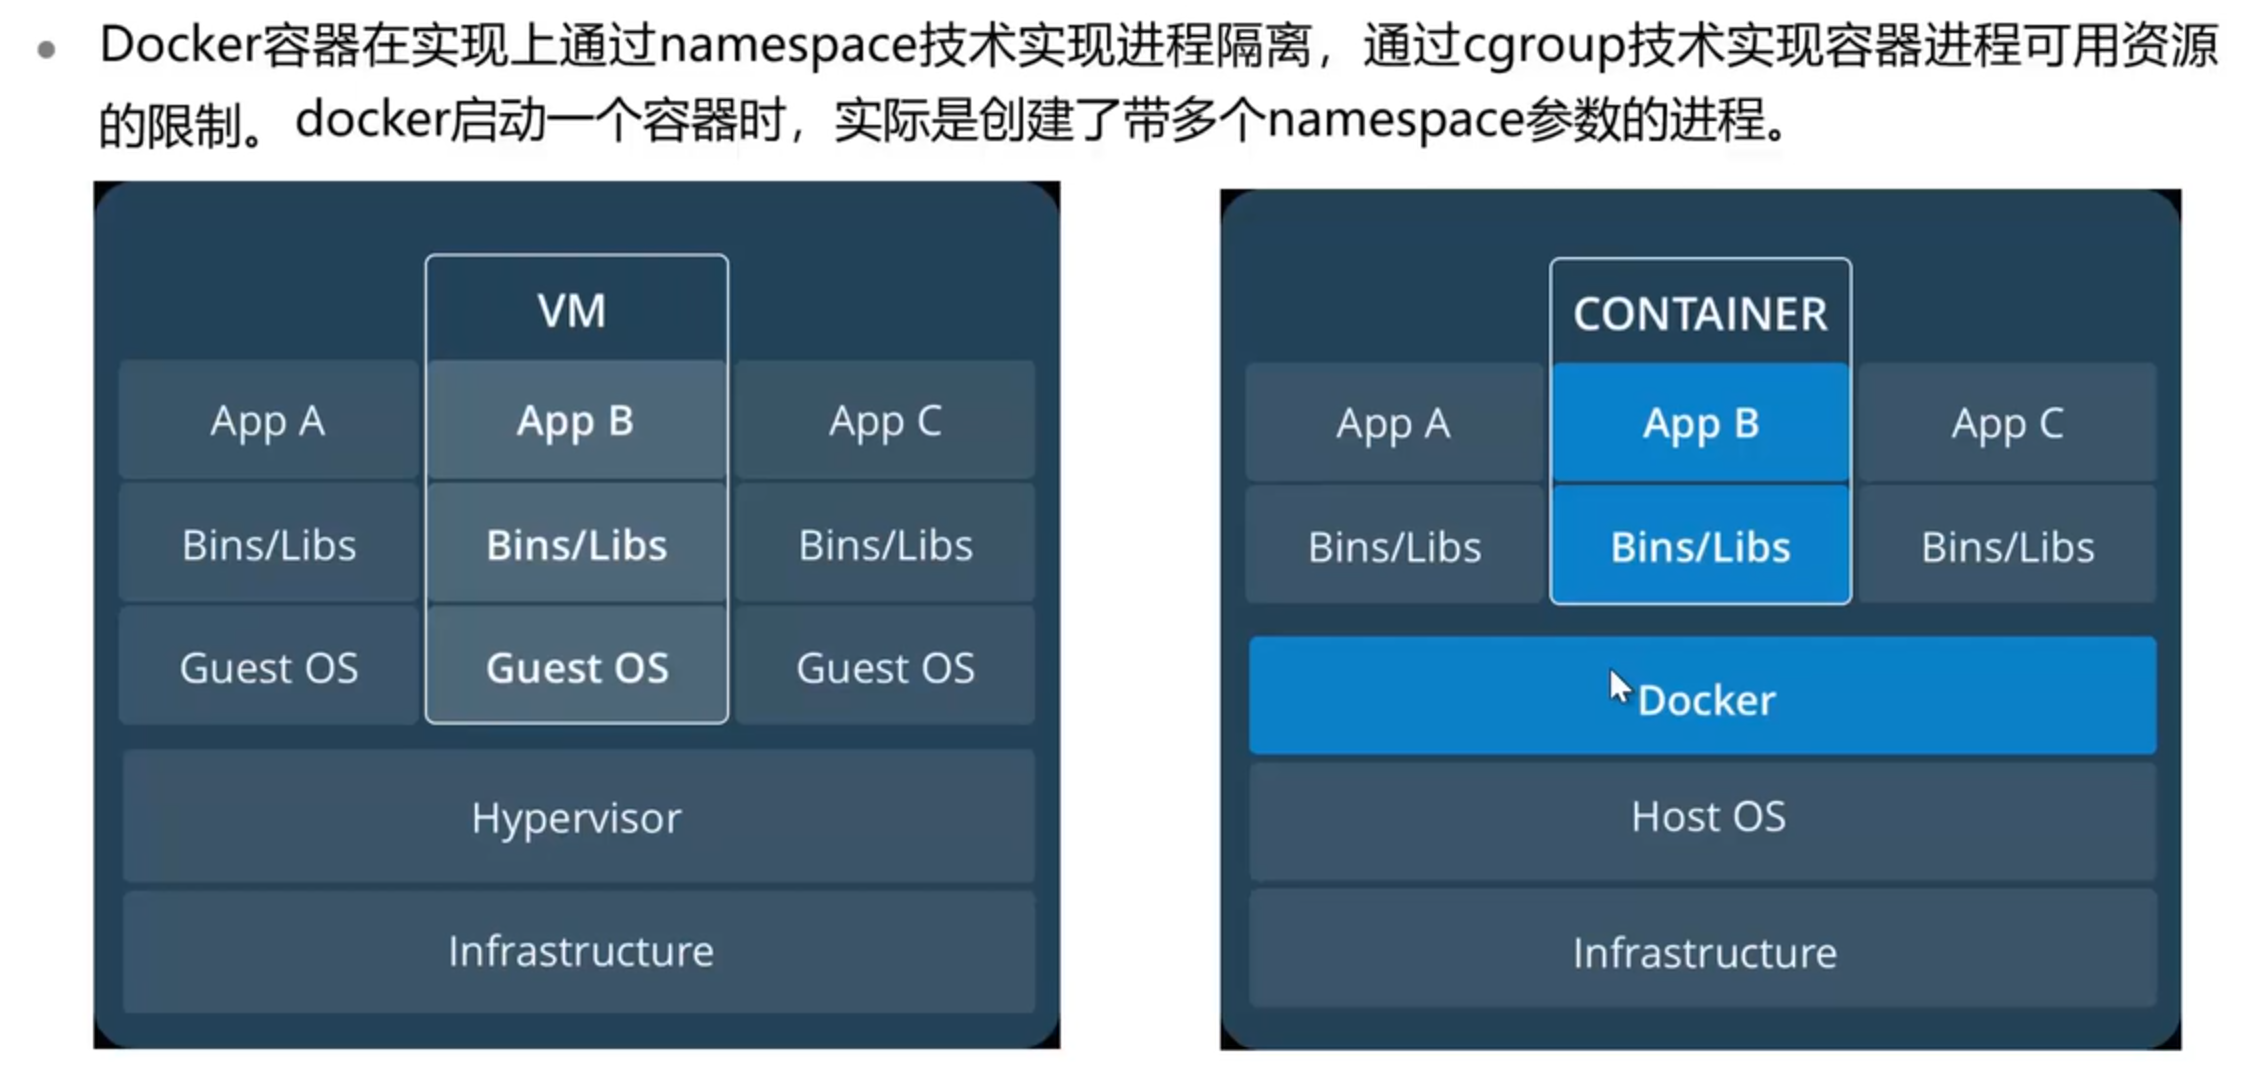 Docker容器在实现上通过namespace技术实现进程隔离，通过cgroup技术实现容器进程可用资源
的限制。docker启动一个容器时，实际是创建了带多个namespace参数的进程。
VM
App A
App B
App C
Bins/Libs
Bins/Libs
Bins/Libs
Guest OS
Guest OS
Guest OS
Hypervisor
Infrastructure
CONTAINER
App A
App B
App C
Bins/Libs
Bins/Libs
Bins/Libs
Docker
Host OS
Infrastructure